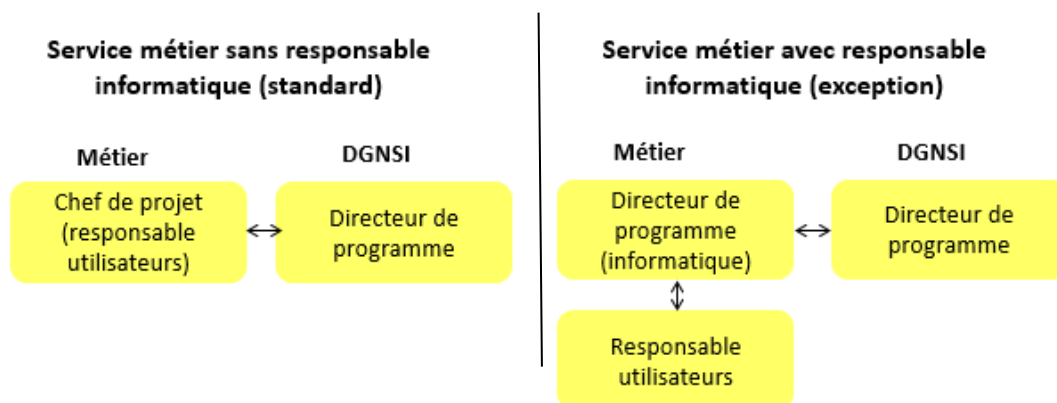 Service métier sans responsable
informatique (standard)
Métier
DGNSI
Chef de projet
(responsable
utilisateurs)
Directeur de
programme
Service métier avec responsable
informatique (exception)
Métier
DGNSI
Directeur de
programme
(informatique)
Directeur de
programme
Responsable
utilisateurs